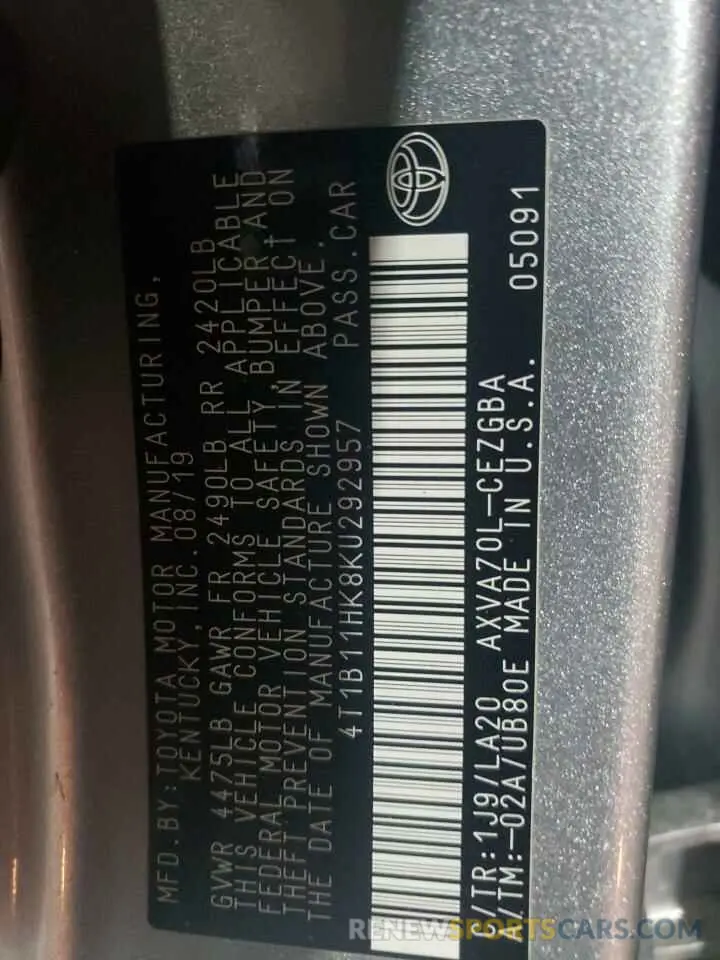 MFD.BY:TOYOTA MOTOR MANUFACTURING,
KENTUCKY,INC.08/19
GVWR 4475LB GAWR FR 2490LB RR 2420LB
THIS VEHICLE CONFORMS TO ALL APPLICABLE
FEDERAL MOTOR VEHICLE SAFETY,BUMPER,AND
THEFT PREVENTION STANDARDS IN EFFECT ON
THE DATE OF MANUFACTURE SHOWN ABOVE.
4T1B11HK8KU292957 PASS.CAR
C/TR:1J9/LA20 AXVA70L-CEZGBA
A/TM:-02A/UB80E MADE IN U.S.A. 05091
RENEWSPORTSCARS.COM